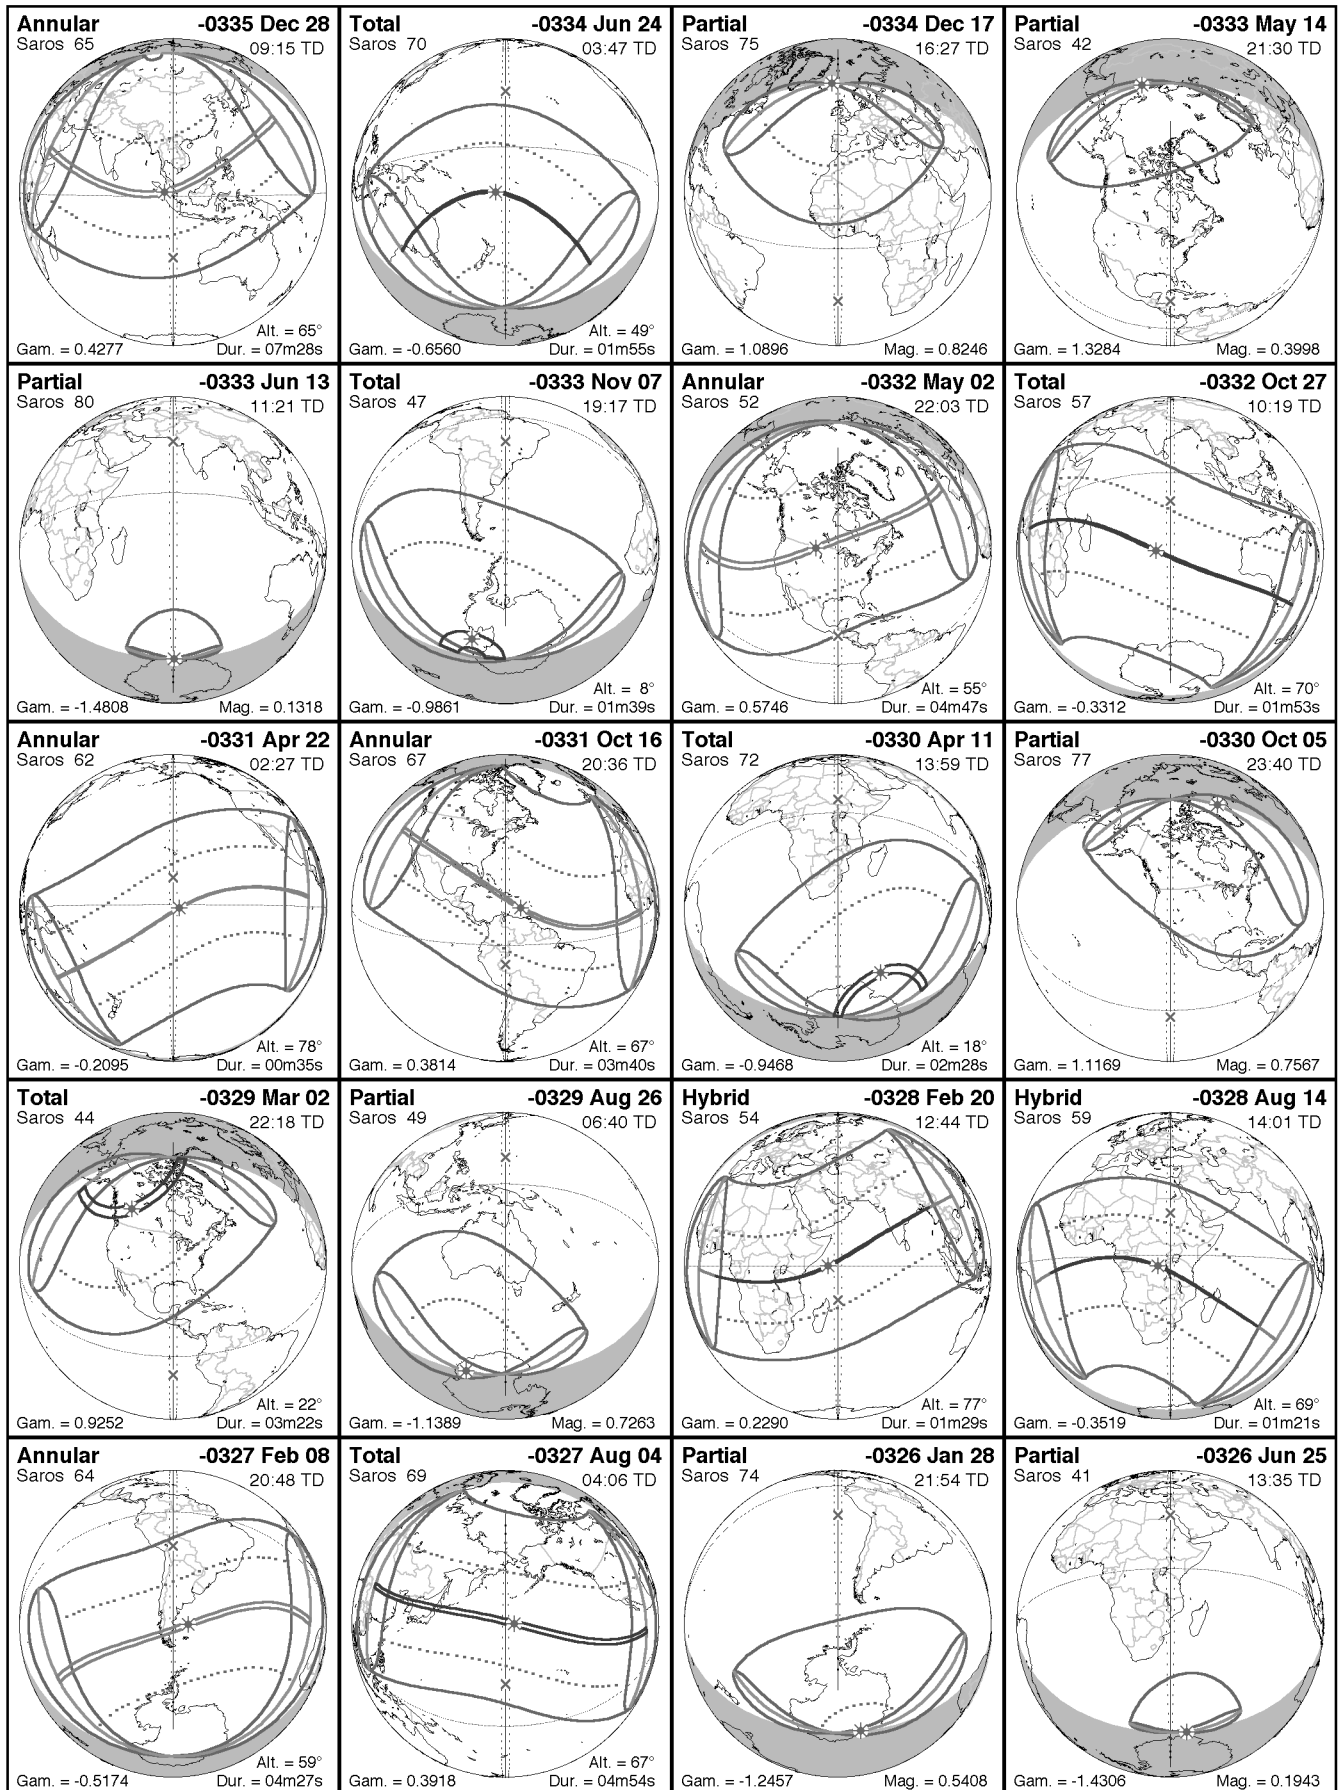 Annular -0335 Dec 28
Saros 65 09:15 TD
Alt. = 65°
Gam. = 0.4277 Dur. = 07m28s
Total -0334 Jun 24
Saros 70 03:47 TD
Alt. = 49°
Gam. = -0.6560 Dur. = 01m55s
Partial -0334 Dec 17
Saros 75 16:27 TD
Gam. = 1.0896 Mag. = 0.8246
Partial -0333 May 14
Saros 42 21:30 TD
Gam. = 1.3284 Mag. = 0.3998
Partial -0333 Jun 13
Saros 80 11:21 TD
Gam. = -1.4808 Mag. = 0.1318
Total -0333 Nov 07
Saros 47 19:17 TD
Alt. = 8°
Gam. = -0.9861 Dur. = 01m39s
Annular -0332 May 02
Saros 52 22:03 TD
Alt. = 55°
Gam. = 0.5746 Dur. = 04m47s
Total -0332 Oct 27
Saros 57 10:19 TD
Alt. = 70°
Gam. = -0.3312 Dur. = 01m53s
Annular -0331 Apr 22
Saros 62 02:27 TD
Alt. = 78°
Gam. = -0.2095 Dur. = 00m35s
Annular -0331 Oct 16
Saros 67 20:36 TD
Alt. = 67°
Gam. = 0.3814 Dur. = 03m40s
Total -0330 Apr 11
Saros 72 13:59 TD
Alt. = 18°
Gam. = -0.9468 Dur. = 02m28s
Partial -0330 Oct 05
Saros 77 23:40 TD
Gam. = 1.1169 Mag. = 0.7567
Total -0329 Mar 02
Saros 44 22:18 TD
Alt. = 22°
Gam. = 0.9252 Dur. = 03m22s
Partial -0329 Aug 26
Saros 49 06:40 TD
Gam. = -1.1389 Mag. = 0.7263
Hybrid -0328 Feb 20
Saros 54 12:44 TD
Alt. = 77°
Gam. = 0.2290 Dur. = 01m29s
Hybrid -0328 Aug 14
Saros 59 14:01 TD
Alt. = 69°
Gam. = -0.3519 Dur. = 01m21s
Annular -0327 Feb 08
Saros 64 20:48 TD
Alt. = 59°
Gam. = -0.5174 Dur. = 04m27s
Total -0327 Aug 04
Saros 69 04:06 TD
Alt. = 67°
Gam. = 0.3918 Dur. = 04m54s
Partial -0326 Jan 28
Saros 74 21:54 TD
Gam. = -1.2457 Mag. = 0.5408
Partial -0326 Jun 25
Saros 41 13:35 TD
Gam. = -1.4306 Mag. = 0.1943